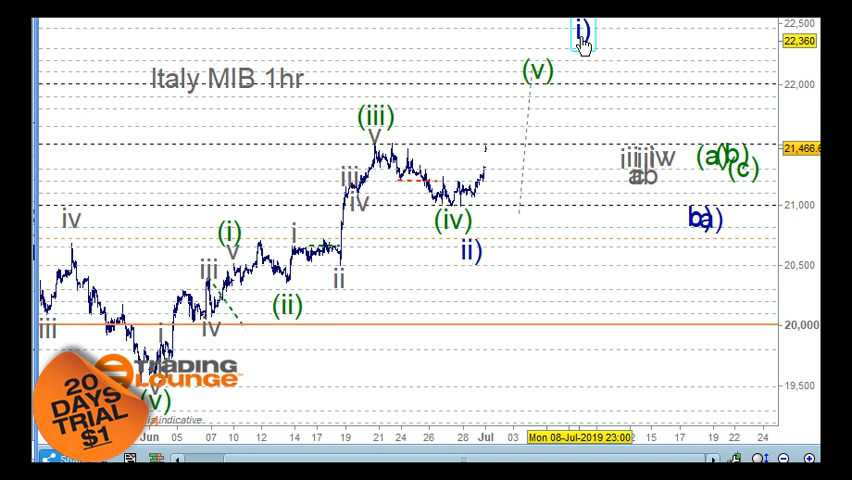 22,500
i)
22,360
(v)
Italy MIB 1hr
22,000
(iii)
v
21,466.6
iii
iv
(a)
(b)
(c)
iv
(i)
v
i
(iv)
ii)
21,000
a)
20,500
iii
ii
(ii)
iii
iv
i
20,000
TRADING
LOUNGE
20
DAYS
TRIAL
$1
(v)
19,500
is indicative
Jun 05 07 10 12 14 17 19 21 24 26 28 Jul 03 Mon 08-Jul-2019 23:00 12 15 17 19 22 24